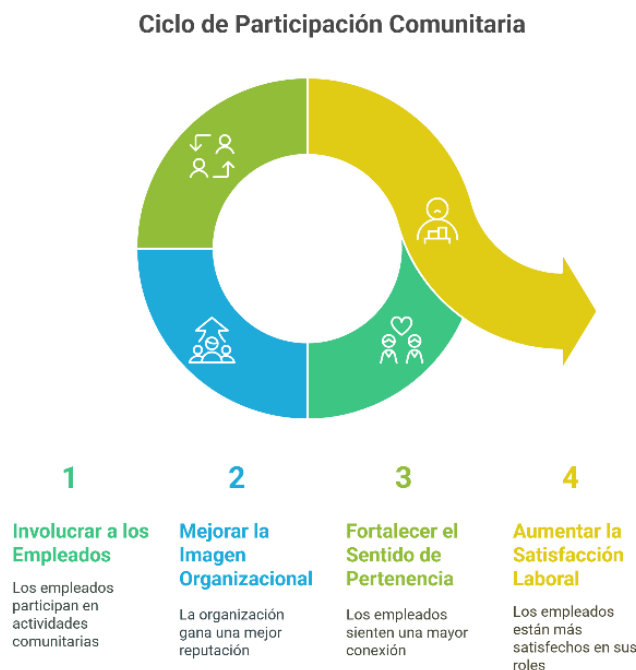 Ciclo de Participación Comunitaria
1
Involucrar a los
Empleados
Los empleados
participan en
actividades
comunitarias
2
Mejorar la
Imagen
Organizacional
La organización
gana una mejor
reputación
3
Fortalecer el
Sentido de
Pertenencia
Los empleados
sienten una mayor
conexión
4
Aumentar la
Satisfacción
Laboral
Los empleados
están más
satisfechos en sus
roles